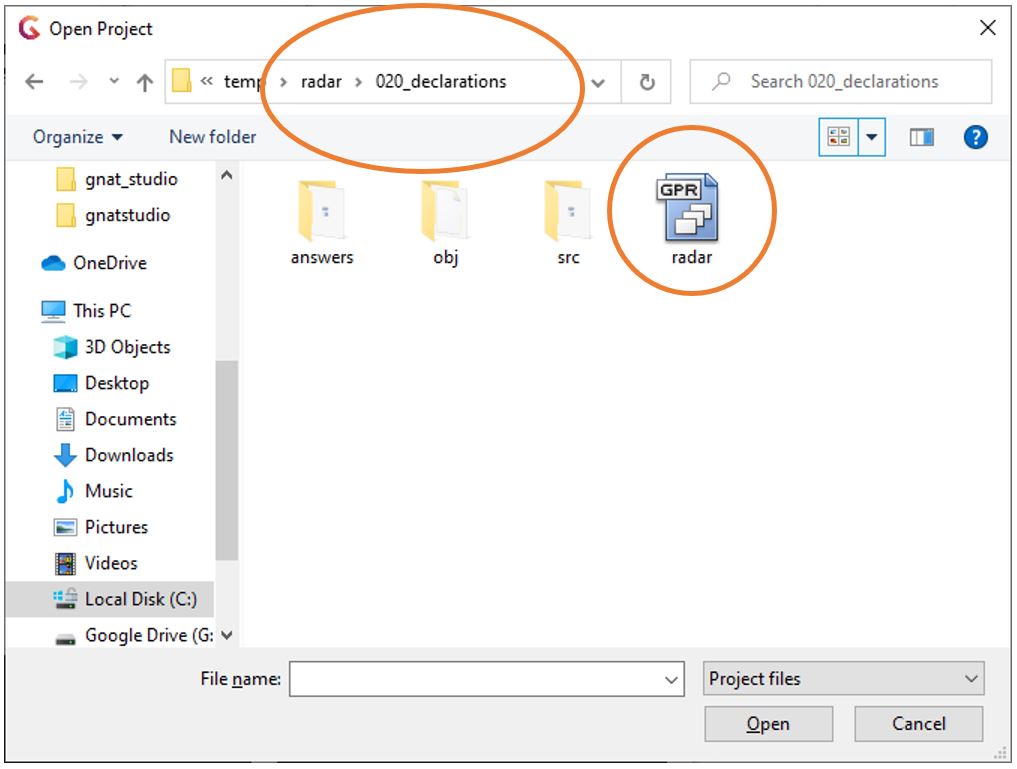 Open Project
« temp > radar > 020_declarations
Search 020_declarations
Organize
New folder
?
gnat_studio
gnatstudio
OneDrive
This PC
3D Objects
Desktop
Documents
Downloads
Music
Pictures
Videos
Local Disk (C:)
Google Drive (G:
answers
obj
src
GPR
radar
File name:
Project files
Open
Cancel